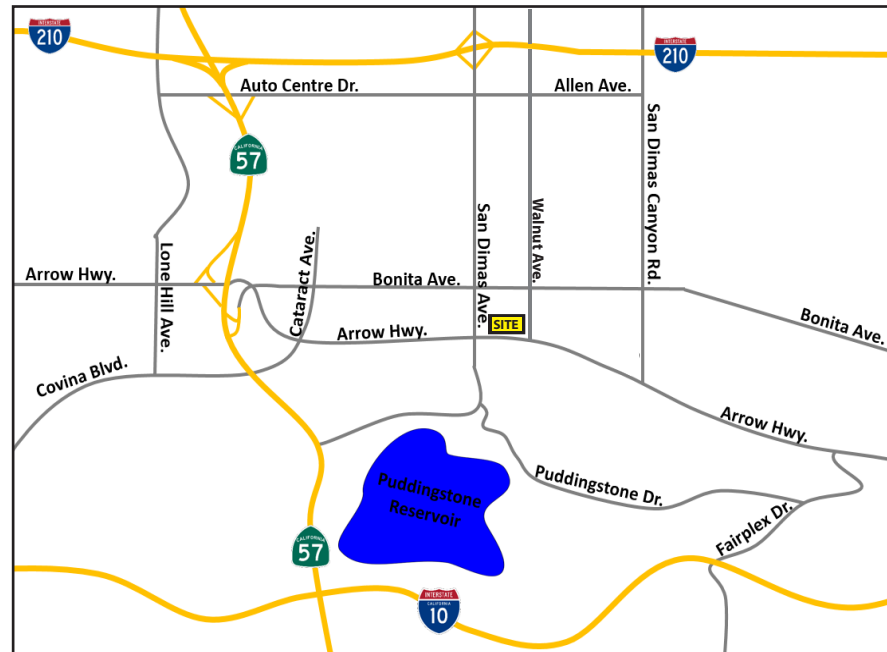 INTERSTATE
210
INTERSTATE
210
Auto Centre Dr.
Allen Ave.
CALIFORNIA
57
San Dimas Canyon Rd.
Walnut Ave.
San Dimas Ave.
Lone Hill Ave.
Cataract Ave.
Arrow Hwy.
Bonita Ave.
SITE
Bonita Ave.
Arrow Hwy.
Covina Blvd.
Arrow Hwy.
Puddingstone
Reservoir
Puddingstone Dr.
Fairplex Dr.
CALIFORNIA
57
INTERSTATE
CALIFORNIA
10